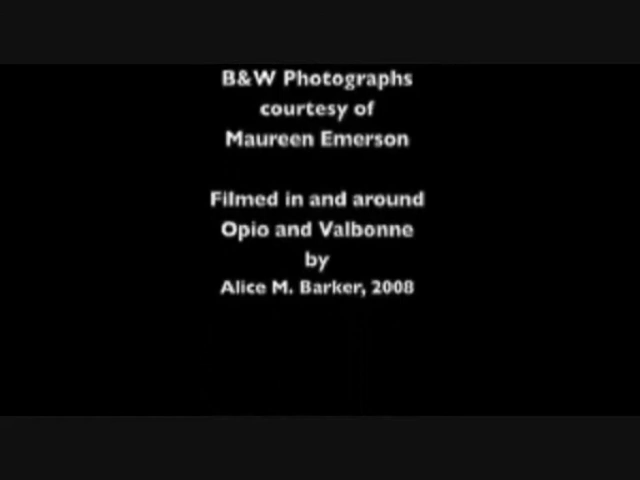 B&W Photographs
courtesy of
Maureen Emerson
Filmed in and around
Opio and Valbonne
by
Alice M. Barker, 2008